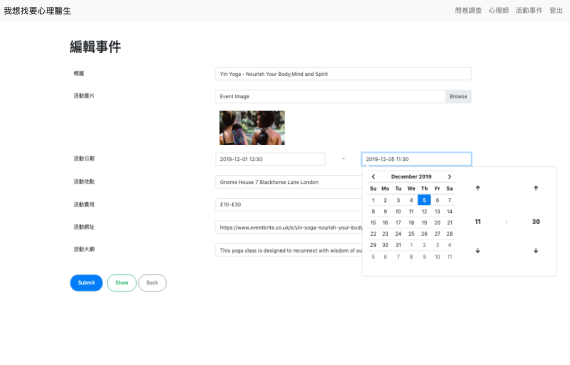 我想找要心理醫生
問卷調查 心理師 活動事件 登出
編輯事件
標題
Yin Yoga - Nourish Your Body,Mind and Spirit
活動圖片
Event Image Browse
活動日期
2019-12-01 12:30 - 2019-12-05 11:30
December 2019
Su Mo Tu We Th Fr Sa
1 2 3 4 5 6 7
8 9 10 11 12 13 14
15 16 17 18 19 20 21
22 23 24 25 26 27 28
29 30 31 1 2 3 4
5 6 7 8 9 10 11
11 : 30
活動地點
Gnome House 7 Blackhorse Lane London
活動費用
£10-£30
活動網址
https://www.eventbrite.co.uk/e/yin-yoga-nourish-your-body
活動大綱
This yoga class is designed to reconnect with wisdom of ou
Submit Show Back